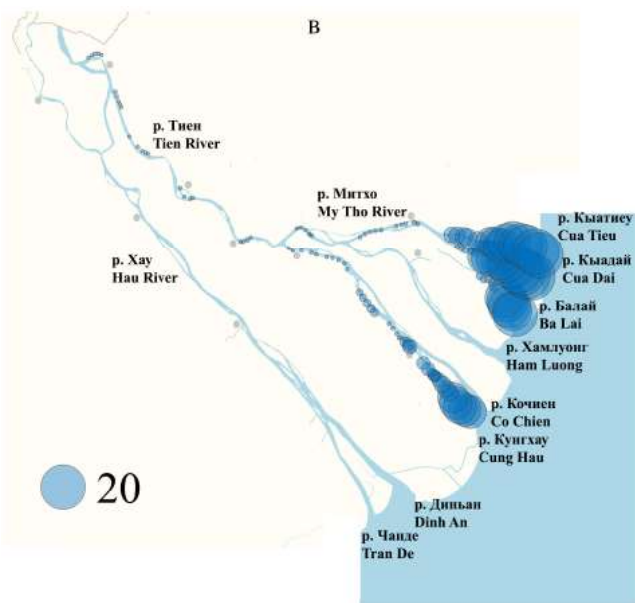 В
р. Тиен
Tien River
р. Митхо
My Tho River
р. Хау
Hau River
р. Кыатиеу
Cua Tieu
р. Кыадай
Cua Dai
р. Балай
Ba Lai
р. Хамлуонг
Ham Luong
р. Кочиен
Co Chien
р. Кунгхау
Cung Hau
20
р. Диньан
Dinh An
р. Чанде
Tran De